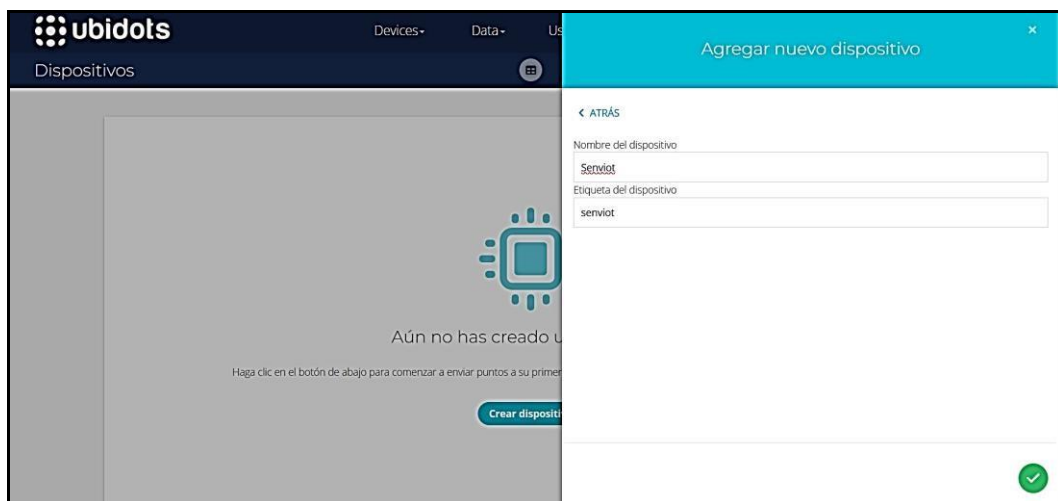 ubidots
Devices
Data
Us
Dispositivos
Aún no has creado u
Haga clic en el botón de abajo para comenzar a enviar puntos a su primer
Crear dispositi
Agregar nuevo dispositivo
ATRÁS
Nombre del dispositivo
Senviot
Etiqueta del dispositivo
senviot